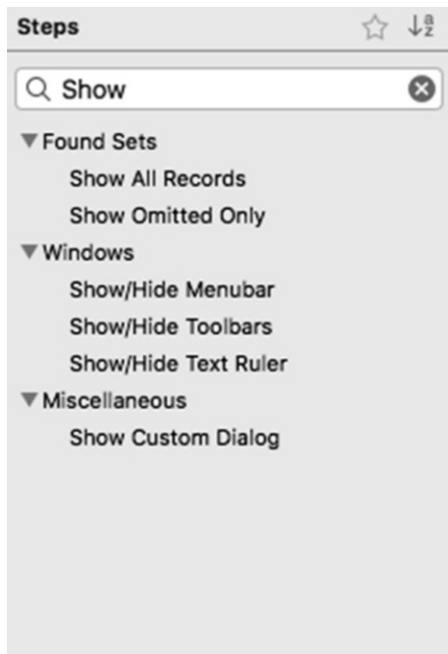 Steps
Show
Found Sets
Show All Records
Show Omitted Only
Windows
Show/Hide Menubar
Show/Hide Toolbars
Show/Hide Text Ruler
Miscellaneous
Show Custom Dialog